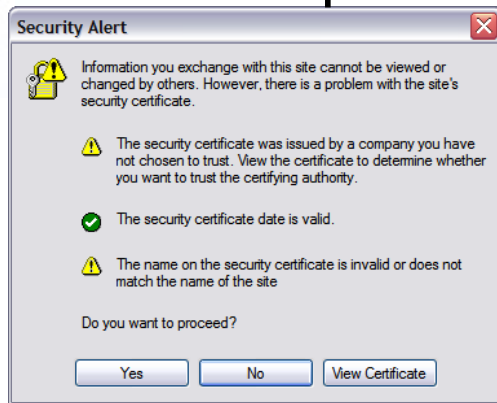 Security Alert
Information you exchange with this site cannot be viewed or
changed by others. However, there is a problem with the site's
security certificate.
The security certificate was issued by a company you have
not chosen to trust. View the certificate to determine whether
you want to trust the certifying authority.
The security certificate date is valid.
The name on the security certificate is invalid or does not
match the name of the site
Do you want to proceed?
Yes No View Certificate